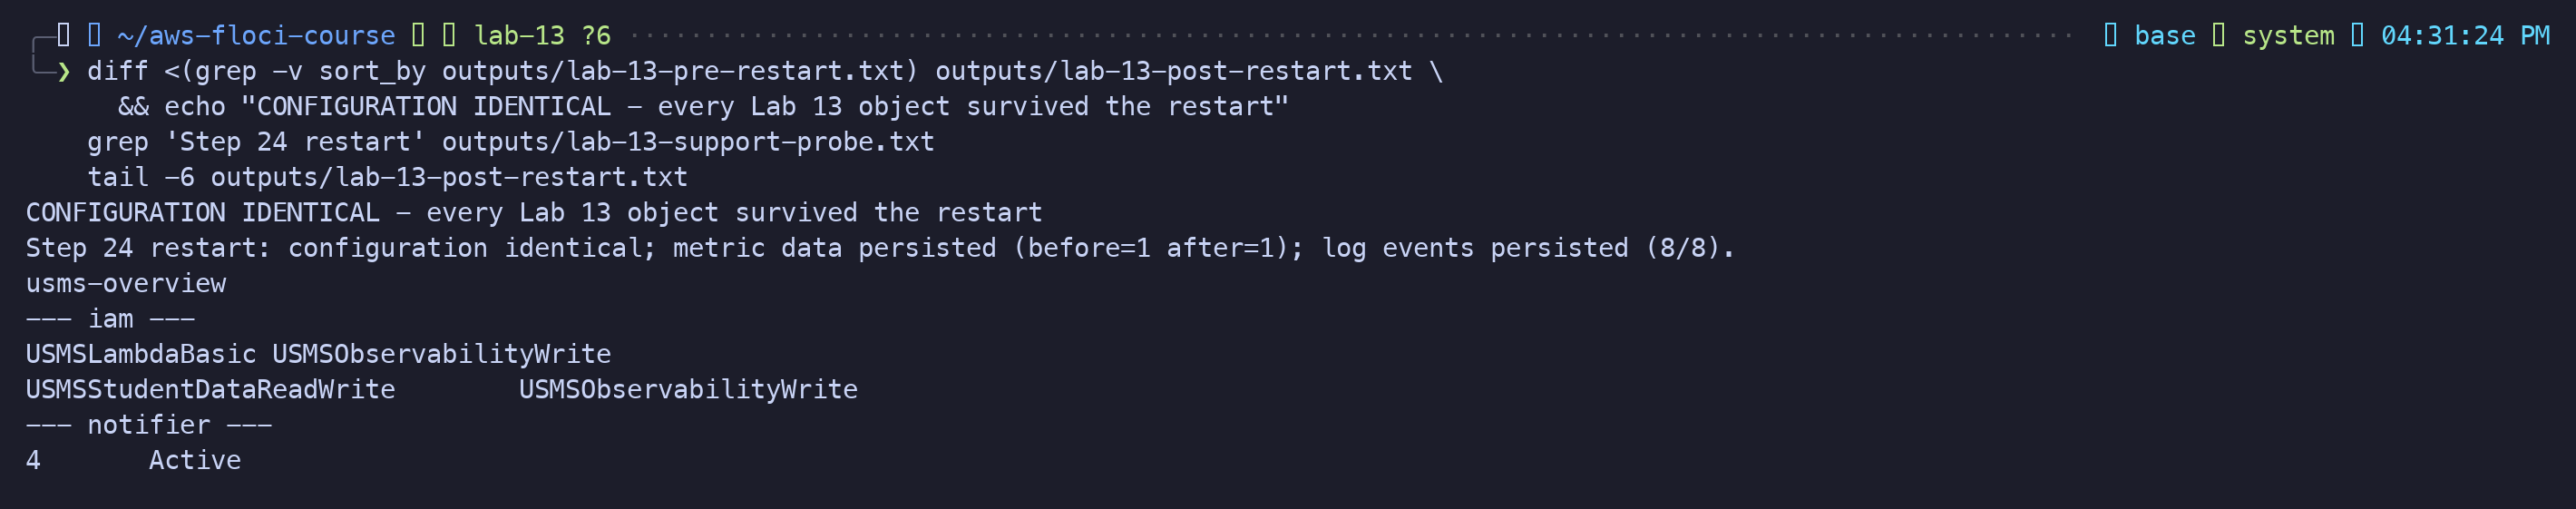 ~/aws-floci-course lab-13 ?6 base system 04:31:24 PM
❯ diff <(grep -v sort_by outputs/lab-13-pre-restart.txt) outputs/lab-13-post-restart.txt \
&& echo "CONFIGURATION IDENTICAL - every Lab 13 object survived the restart"
grep 'Step 24 restart' outputs/lab-13-support-probe.txt
tail -6 outputs/lab-13-post-restart.txt
CONFIGURATION IDENTICAL - every Lab 13 object survived the restart
Step 24 restart: configuration identical; metric data persisted (before=1 after=1); log events persisted (8/8).
usms-overview
--- iam ---
USMSLambdaBasic USMSObservabilityWrite
USMSStudentDataReadWrite USMSObservabilityWrite
--- notifier ---
4 Active